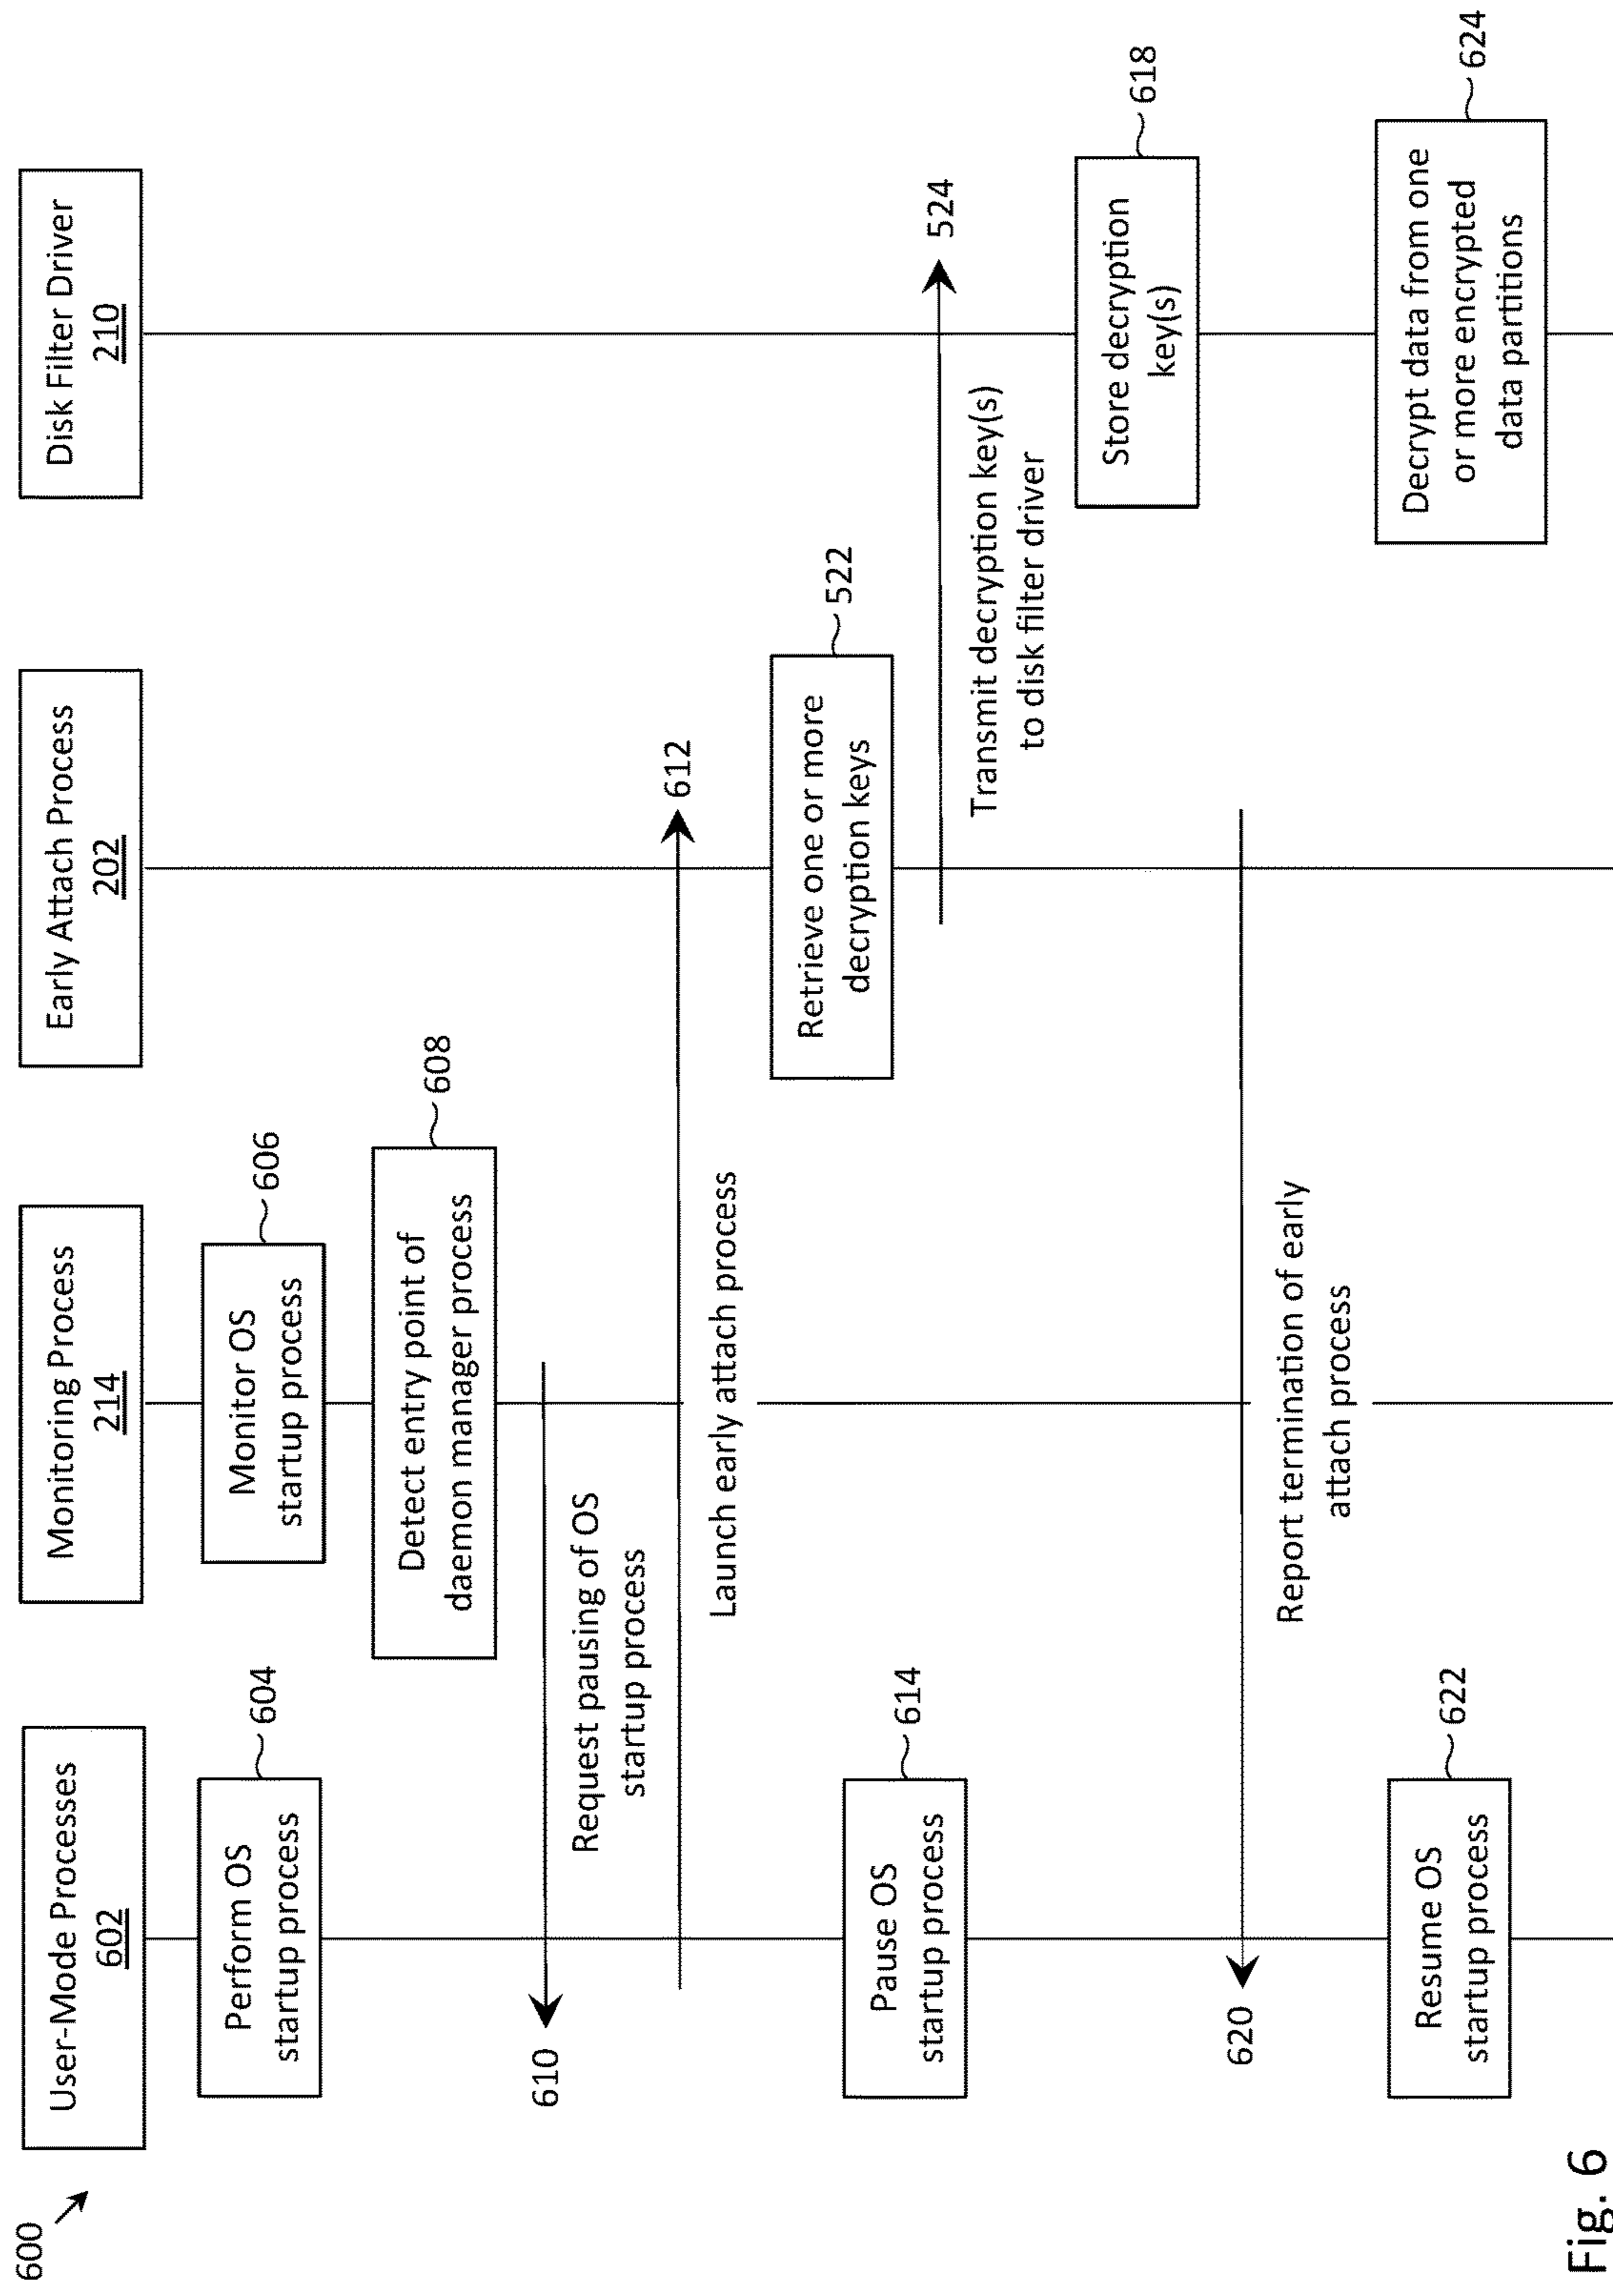 600
User-Mode Processes
602
Monitoring Process
214
Early Attach Process
202
Disk Filter Driver
210
Perform OS
startup process
604
Monitor OS
startup process
606
Detect entry point of
daemon manager process
608
610
Request pausing of OS
startup process
612
Launch early attach process
Retrieve one or more
decryption keys
522
Pause OS
startup process
614
524
Transmit decryption key(s)
to disk filter driver
Store decryption
key(s)
618
620
Report termination of early
attach process
Resume OS
startup process
622
Decrypt data from one
or more encrypted
data partitions
624
Fig. 6